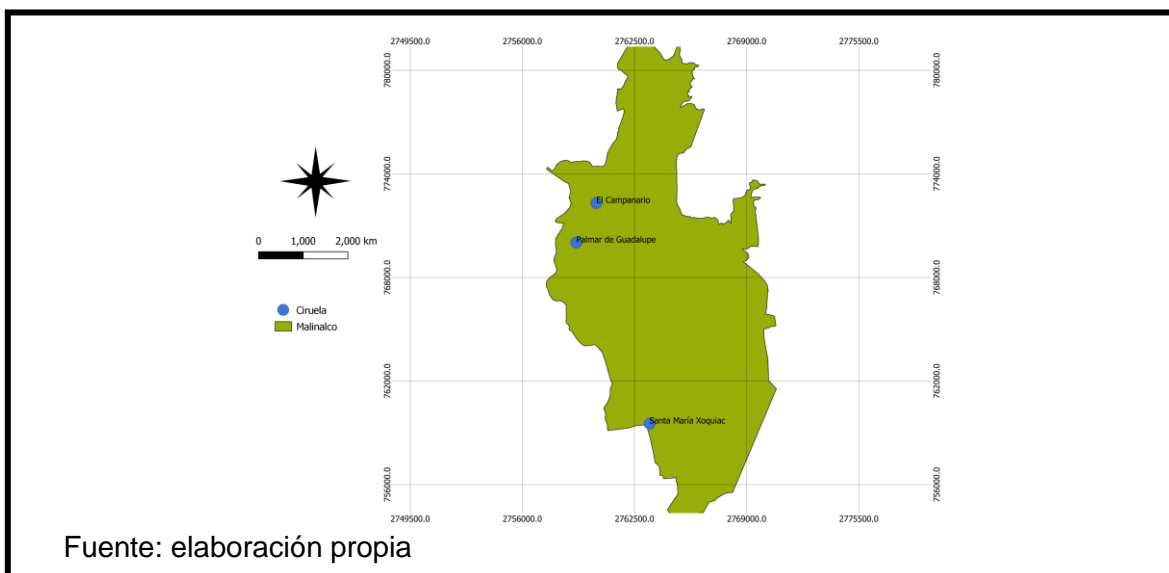 2749500.0 2756000.0 2762500.0 2769000.0 2775500.0
780000.0 780000.0
774000.0 774000.0
El Campanario
Palmar de Guadalupe
0 1,000 2,000 km
768000.0 768000.0
Ciruela
Malinalco
762000.0 762000.0
Santa María Xoquiac
756000.0 756000.0
2749500.0 2756000.0 2762500.0 2769000.0 2775500.0
Fuente: elaboración propia